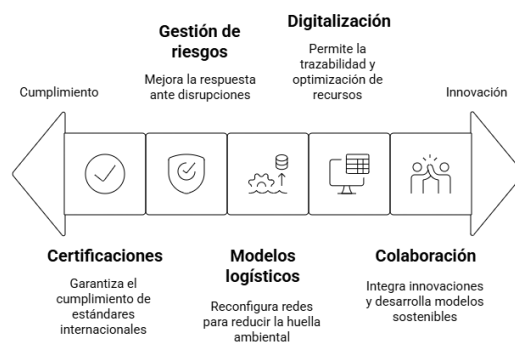 Digitalización
Permite la
trazabilidad y
optimización de
recursos
Gestión de
riesgos
Mejora la respuesta
ante disrupciones
Cumplimiento
Innovación
Certificaciones
Garantiza el
cumplimiento de
estándares
internacionales
Modelos
logísticos
Reconfigura redes
para reducir la huella
ambiental
Colaboración
Integra innovaciones
y desarrolla modelos
sostenibles